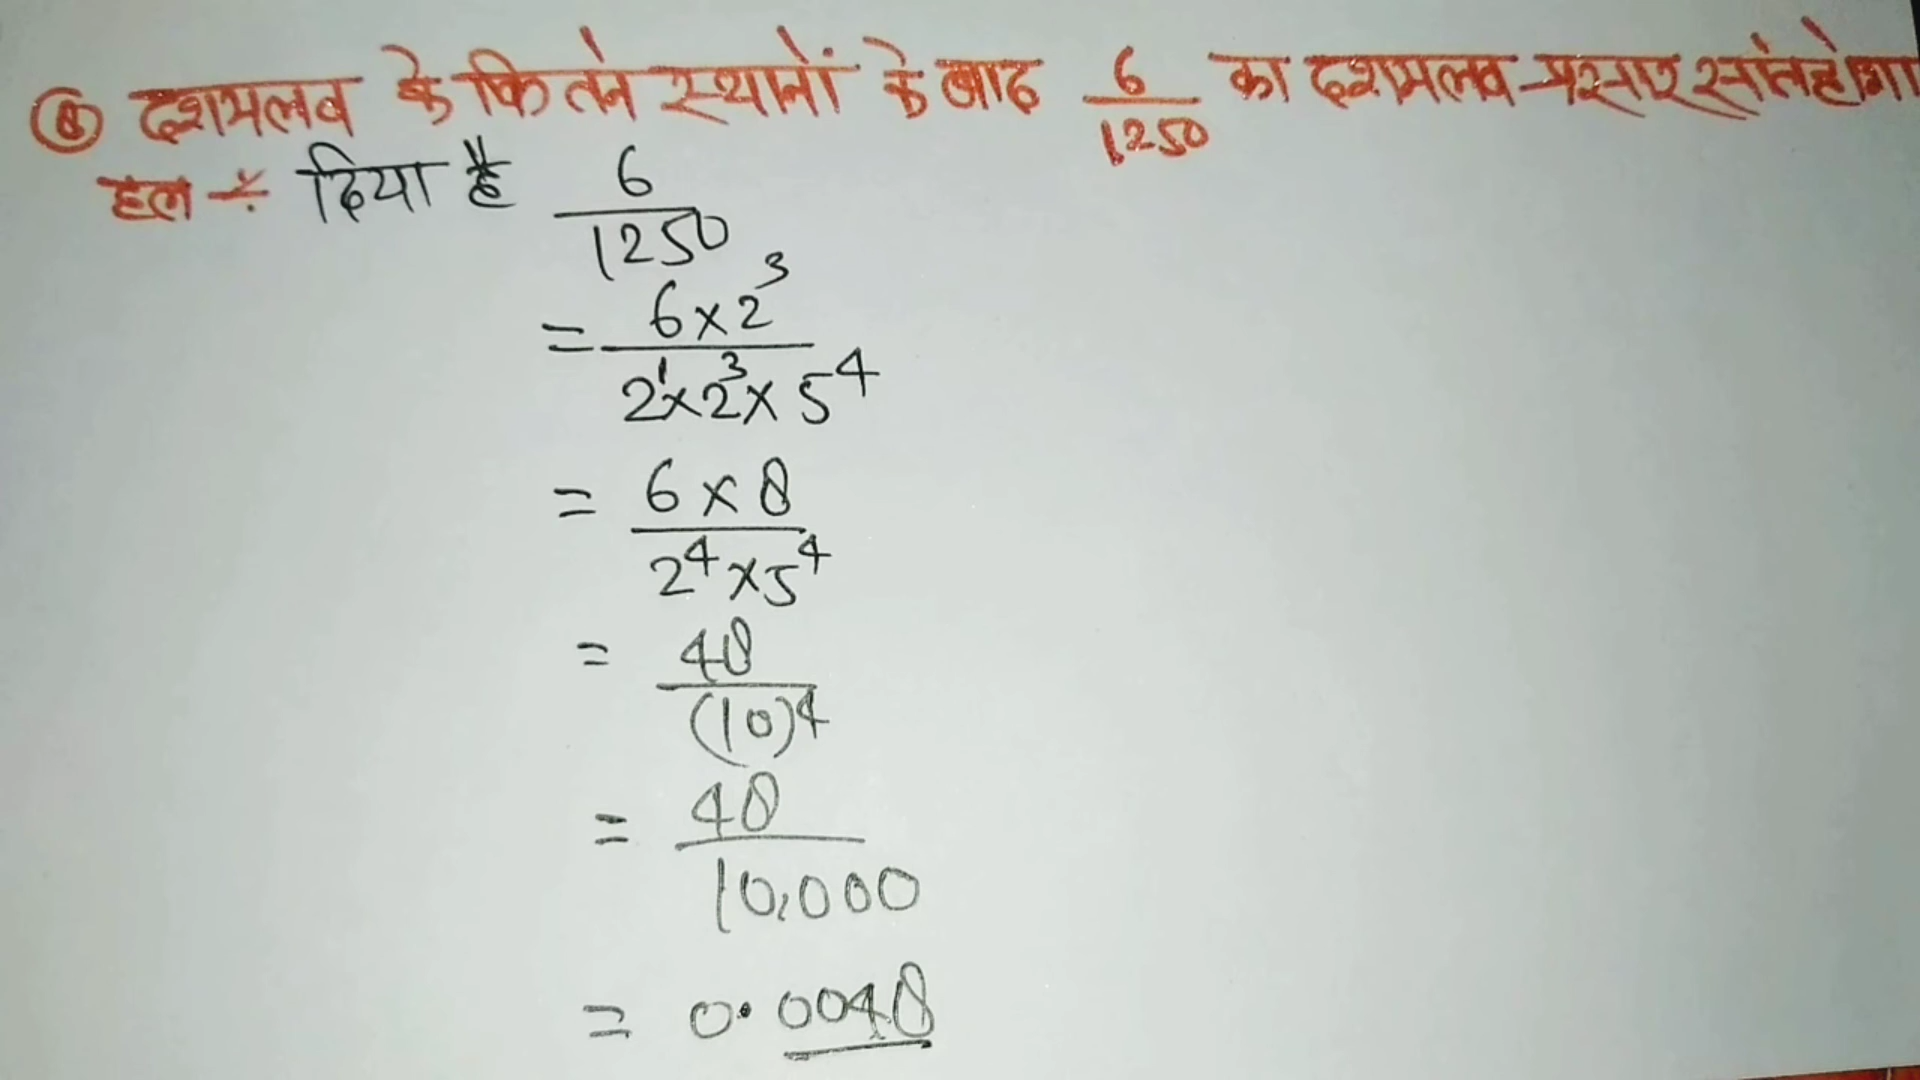 ⑧ दशमलव के कितने स्थानों के बाद 6/1250 का दशमलव प्रसार सांत होगा
हल ÷ दिया है 6/1250
= 6×2³/2¹×2³×5⁴
= 6×8/2⁴×5⁴
= 48/(10)⁴
= 48/10,000
= 0.0048